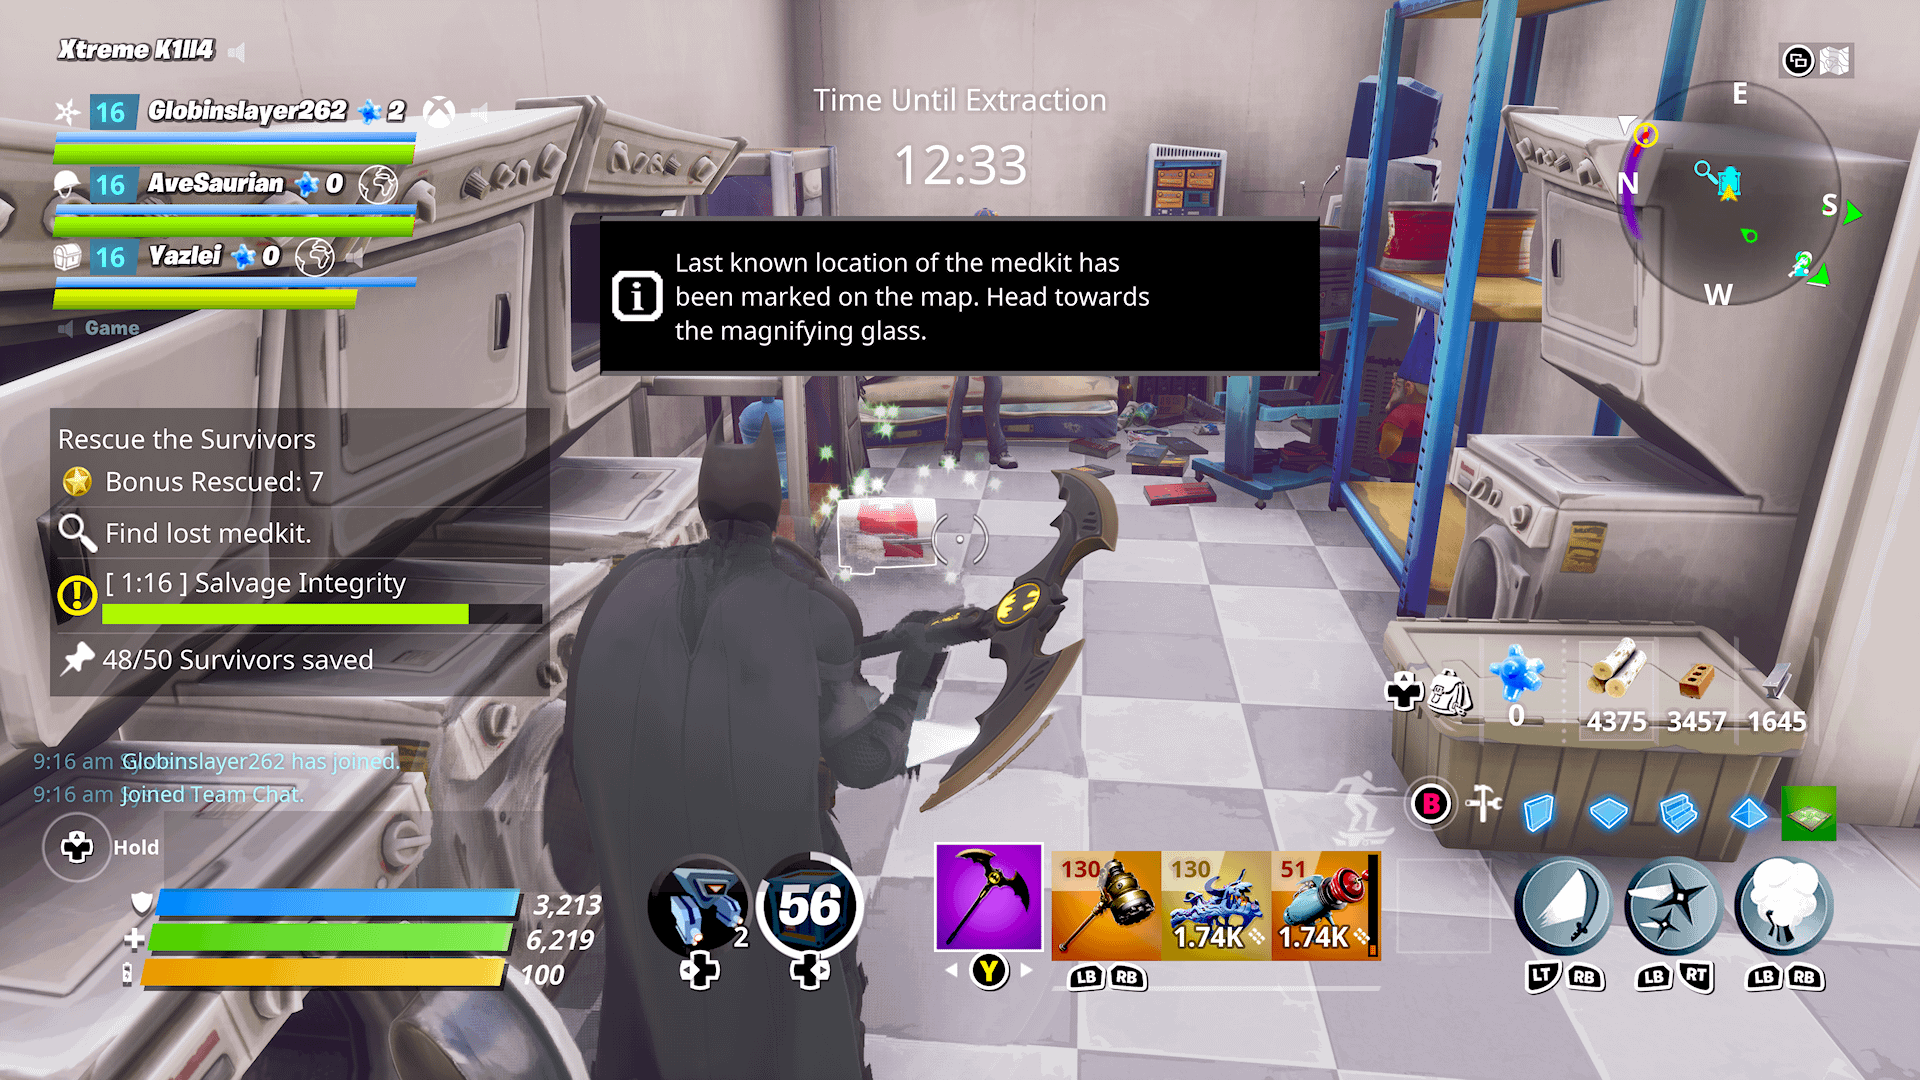 Xtreme K1ll4
16 Globinslayer262 2
16 AveSaurian 0
16 Yazlei 0
Game
Time Until Extraction
12:33
Last known location of the medkit has
been marked on the map. Head towards
the magnifying glass.
E
N
S
W
Rescue the Survivors
Bonus Rescued: 7
Find lost medkit.
[ 1:16 ] Salvage Integrity
48/50 Survivors saved
9:16 am Globinslayer262 has joined.
9:16 am Joined Team Chat.
Hold
3,213
6,219
100
2
56
Y
130
130 1.74K
51 1.74K
LB RB
0 4375 3457 1645
B
LT RB
LB RT
LB RB